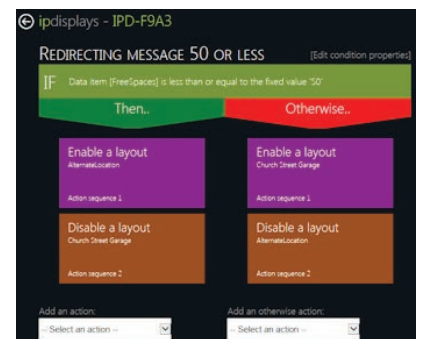 ipdisplays - IPD-F9A3
REDIRECTING MESSAGE 50 OR LESS
[Edit condition properties]
IF Data item [FreeSpaces] is less than or equal to the fixed value '50'
Then..
Otherwise..
Enable a layout
AlternateLocation
Action sequence 1
Enable a layout
Church Street Garage
Action sequence 1
Disable a layout
Church Street Garage
Action sequence 2
Disable a layout
AlternateLocation
Action sequence 2
Add an action:
-- Select an action --
Add an otherwise action:
-- Select an action --